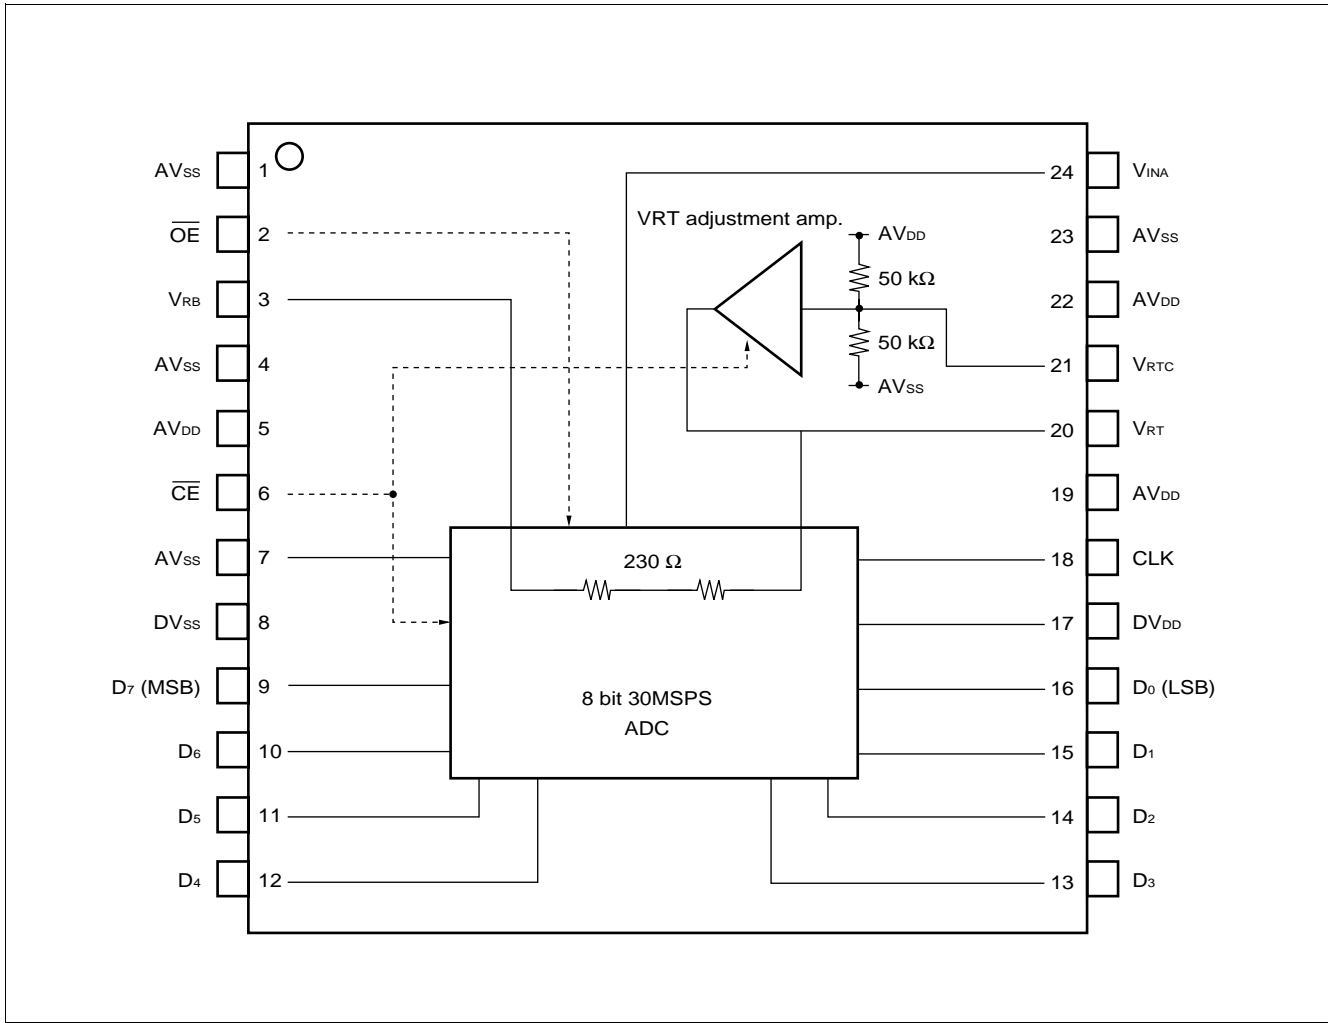 AVSS 1
OE 2
VRB 3
AVSS 4
AVDD 5
CE 6
AVSS 7
DVSS 8
D7 (MSB) 9
D6 10
D5 11
D4 12
VRT adjustment amp.
AVDD
50 kΩ
50 kΩ
AVSS
230 Ω
8 bit 30MSPS
ADC
24 VINA
23 AVSS
22 AVDD
21 VRTC
20 VRT
19 AVDD
18 CLK
17 DVDD
16 D0 (LSB)
15 D1
14 D2
13 D3